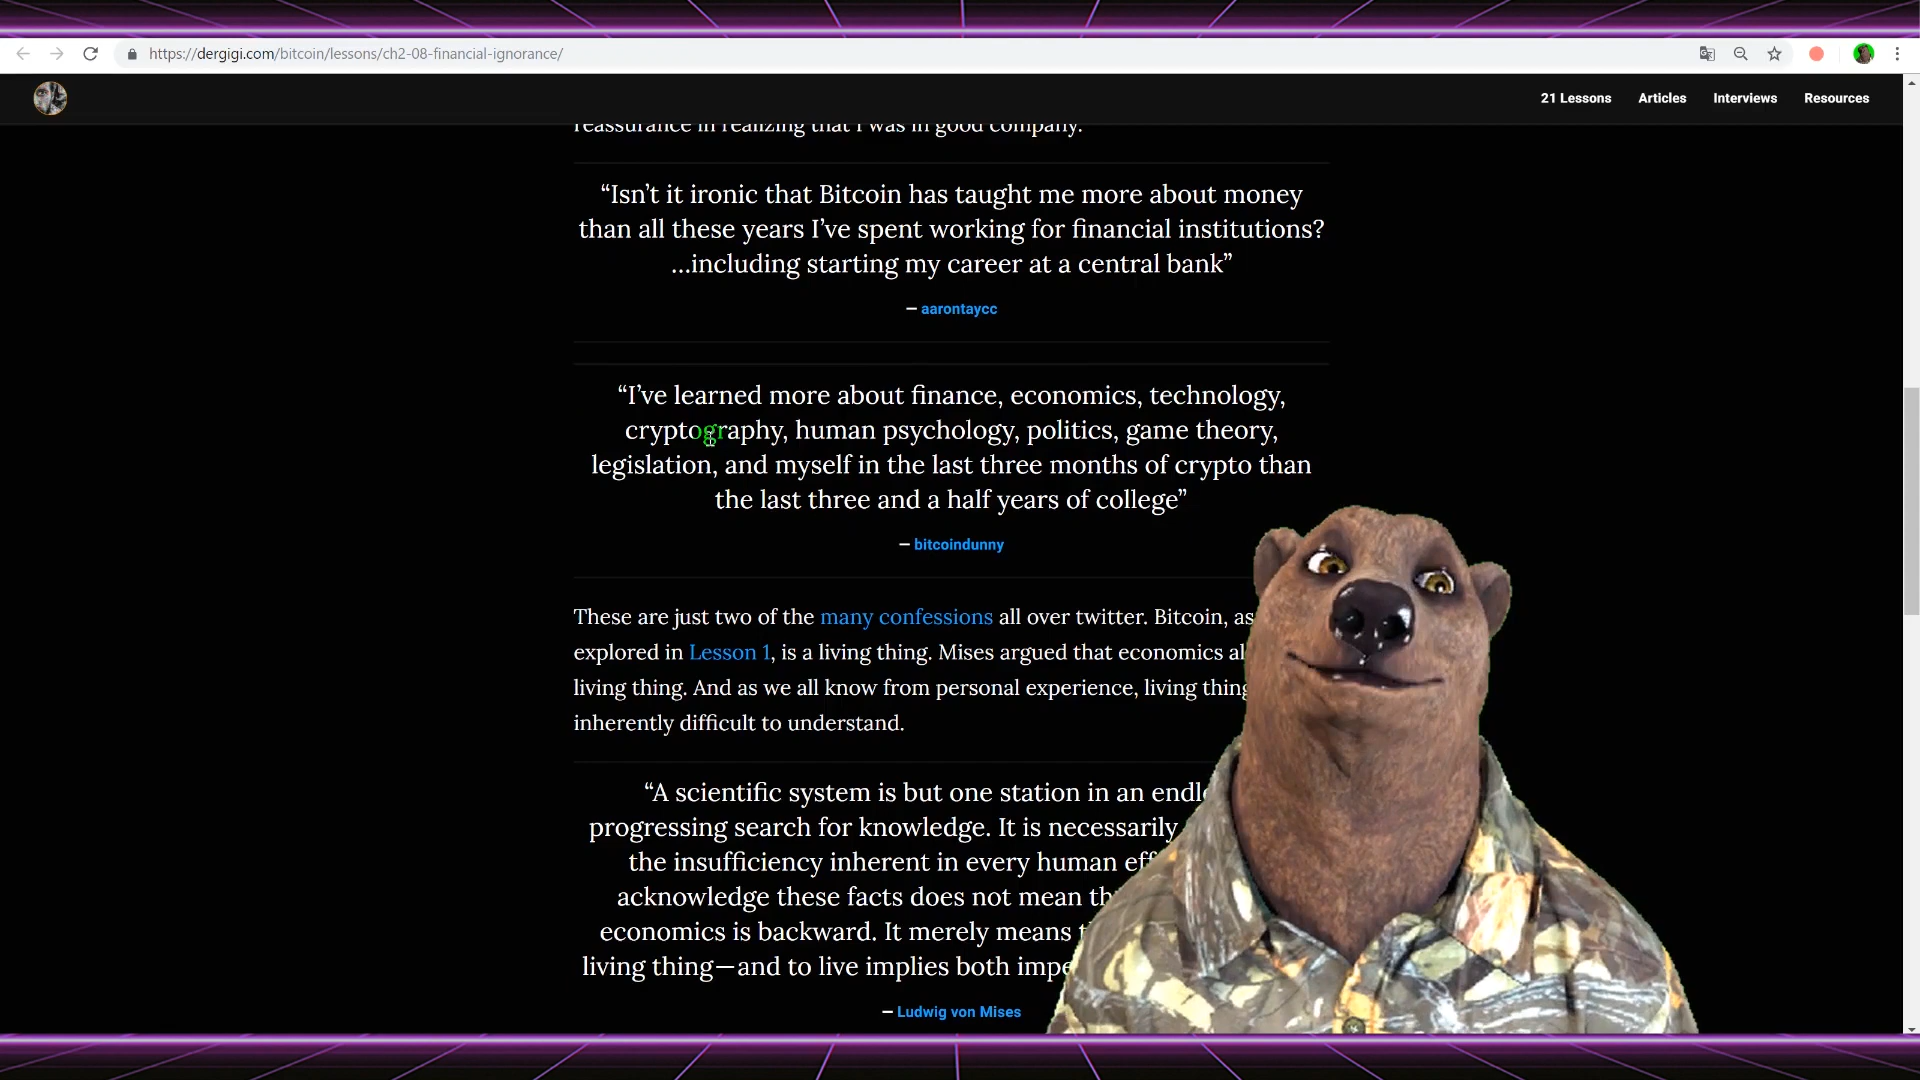 https://dergigi.com/bitcoin/lessons/ch2-08-financial-ignorance/
21 Lessons Articles Interviews Resources
reassurance in realizing that I was in good company.
“Isn’t it ironic that Bitcoin has taught me more about money
than all these years I’ve spent working for financial institutions?
…including starting my career at a central bank”
— aarontaycc
“I’ve learned more about finance, economics, technology,
cryptography, human psychology, politics, game theory,
legislation, and myself in the last three months of crypto than
the last three and a half years of college”
— bitcoindunny
These are just two of the many confessions all over twitter. Bitcoin, as
explored in Lesson 1, is a living thing. Mises argued that economics al
living thing. And as we all know from personal experience, living thing
inherently difficult to understand.
“A scientific system is but one station in an endl
progressing search for knowledge. It is necessarily
the insufficiency inherent in every human eff
acknowledge these facts does not mean th
economics is backward. It merely means t
living thing—and to live implies both impe
— Ludwig von Mises